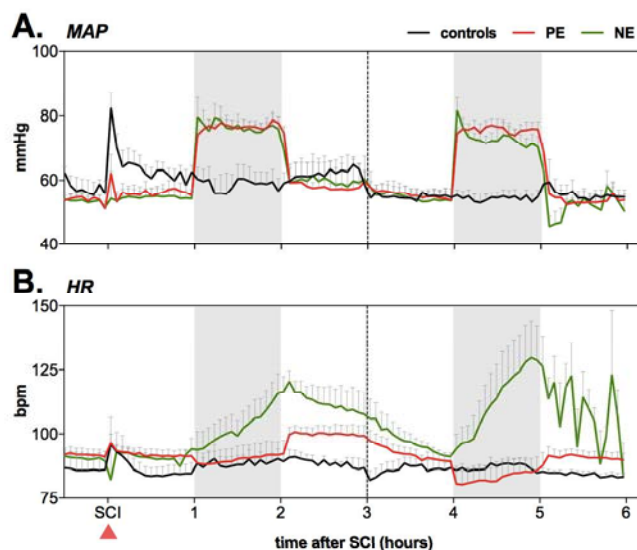 A. MAP
controls PE NE
100
80
60
40
mmHg
B. HR
150
125
100
75
bpm
SCI 1 2 3 4 5 6
time after SCI (hours)